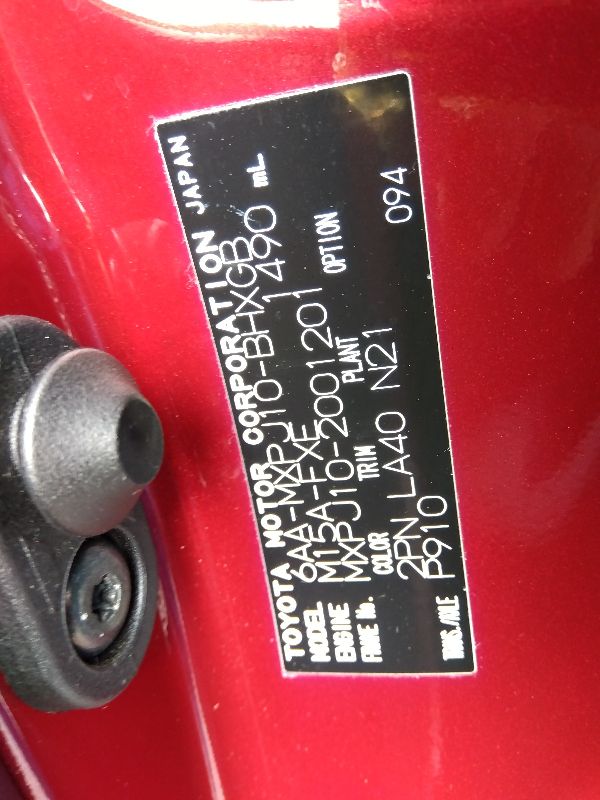 TOYOTA MOTOR CORPORATION JAPAN
MODEL 6AA-MXPJ10-BHXGB
ENGINE M15A-FXE 1490 mL
FRAME No. MXPJ10-2001201
COLOR TRIM PLANT OPTION
2PN LA40 N21 094
TRANS./AXLE P910